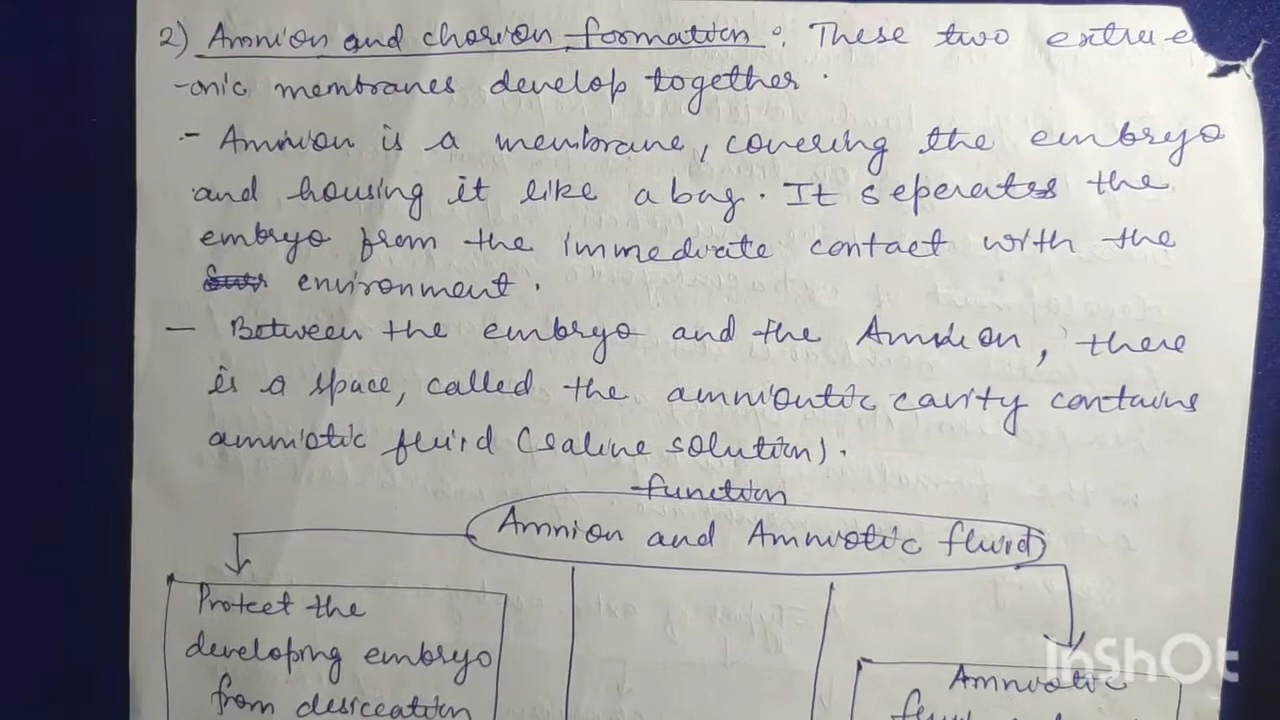 2) Amnion and chorion formation : These two extra e
-onic membranes develop together.
- Amnion is a membrane, covering the embryo
and housing it like a bag. It seperates the
embryo from the immediate contact with the
environment.
- Between the embryo and the Amnion, there
is a space, called the amniontic cavity contains
amniotic fluid (saline solution).
function
Amnion and Amniotic fluid
Protect the
developing embryo
from desiccation
Amniotic
InShOt